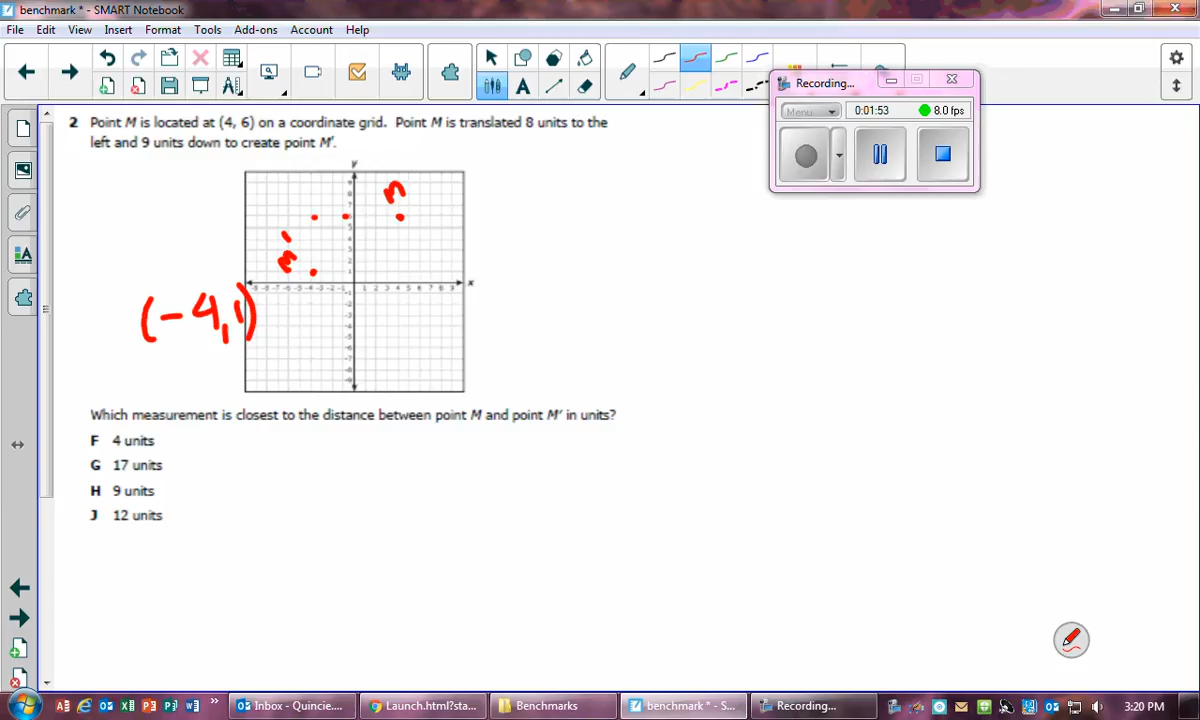 benchmark * - SMART Notebook
File Edit View Insert Format Tools Add-ons Account Help
Recording...
Menu 0:01:53 8.0 fps
2 Point M is located at (4, 6) on a coordinate grid. Point M is translated 8 units to the
left and 9 units down to create point M'.
y
M
M
x
(-4,1)
Which measurement is closest to the distance between point M and point M' in units?
F 4 units
G 17 units
H 9 units
J 12 units
Inbox - Quincie.... Launch.html?sta... Benchmarks benchmark * - S... Recording... 3:20 PM